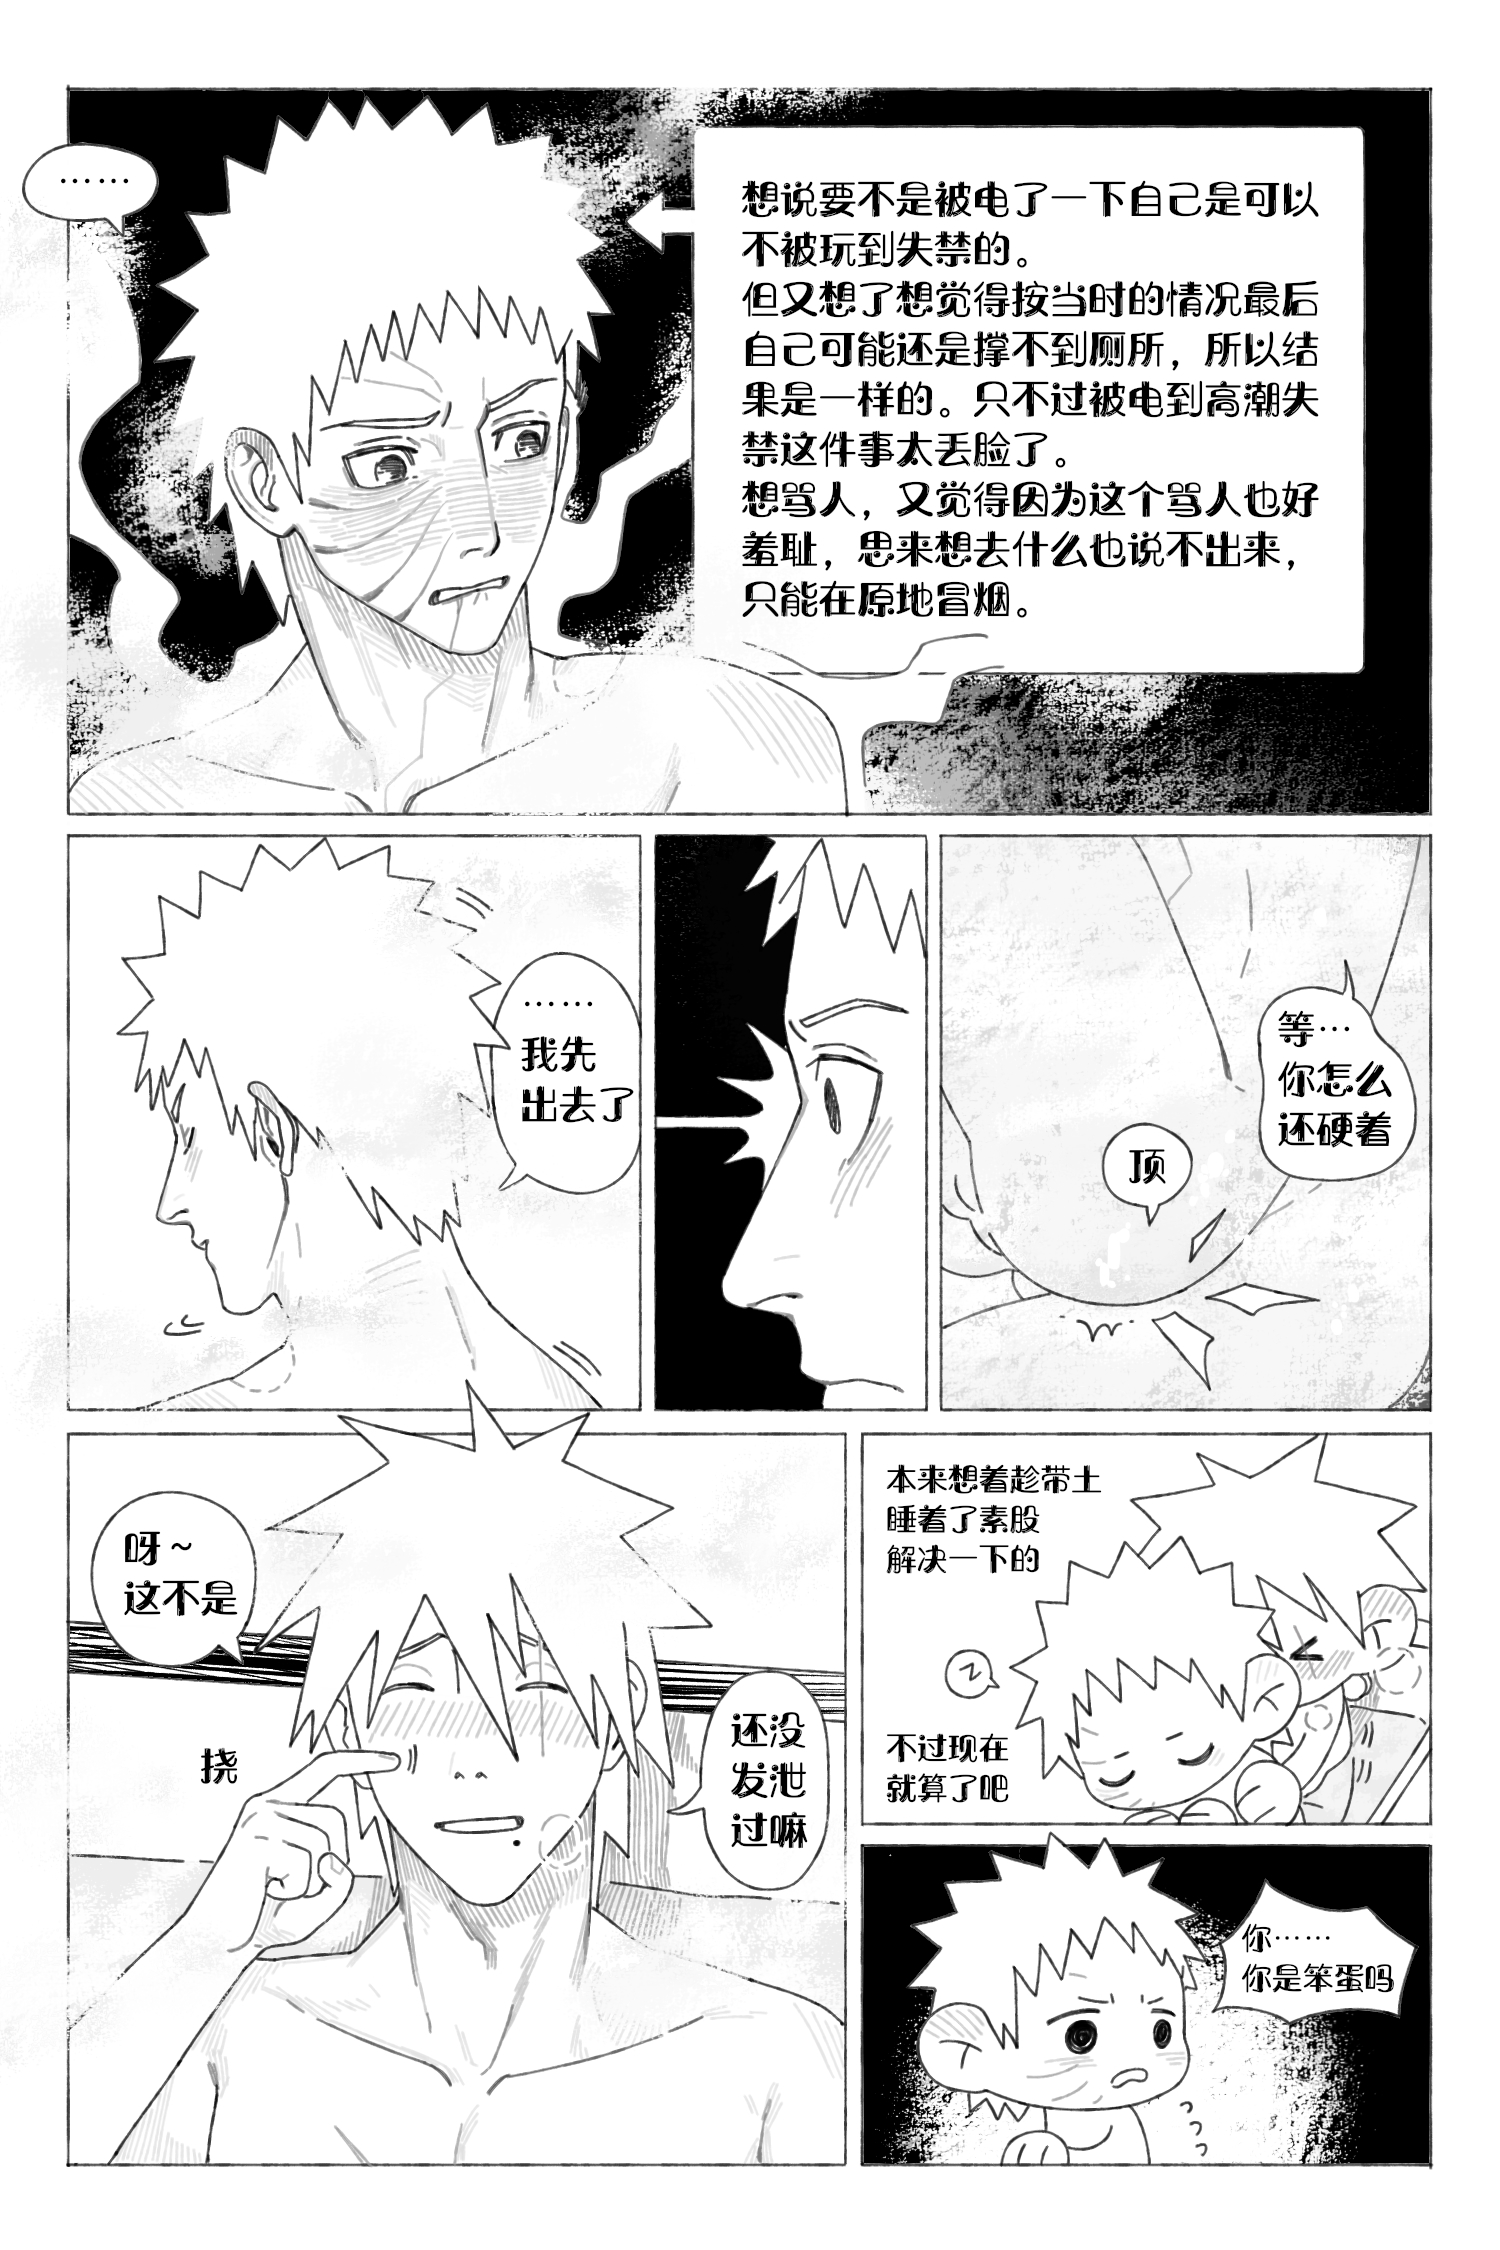 ……
想说要不是被电了一下自己是可以
不被玩到失禁的。
但又想了想觉得按当时的情况最后
自己可能还是撑不到厕所，所以结
果是一样的。只不过被电到高潮失
禁这件事太丢脸了。
想骂人，又觉得因为这个骂人也好
羞耻，思来想去什么也说不出来，
只能在原地冒烟。
……
我先
出去了
等…
你怎么
还硬着
顶
呀～
这不是
挠
还没
发泄
过嘛
本来想着趁带土
睡着了素股
解决一下的
Z
不过现在
就算了吧
你……
你是笨蛋吗